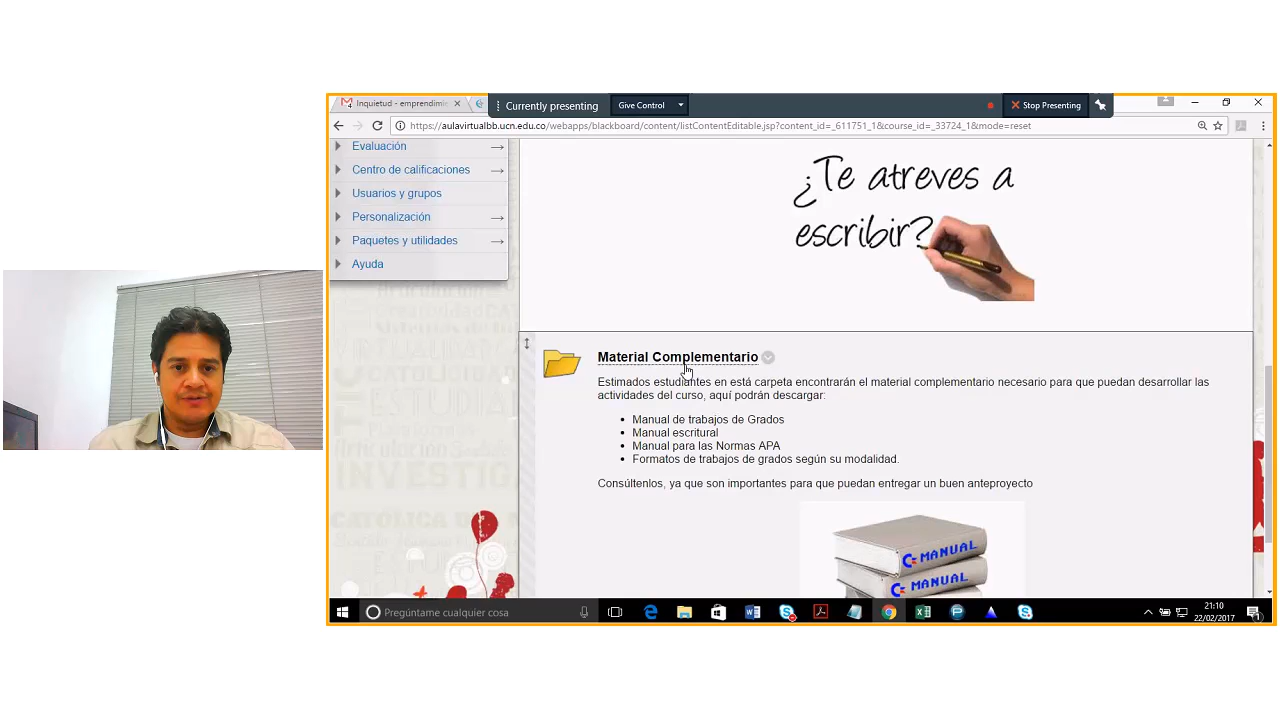 Inquietud - emprendimie
Currently presenting
Give Control
Stop Presenting
https://aulavirtualbb.ucn.edu.co/webapps/blackboard/content/listContentEditable.jsp?content_id=_611751_1&course_id=_33724_1&mode=reset
Evaluación
Centro de calificaciones
Usuarios y grupos
Personalización
Paquetes y utilidades
Ayuda
¿Te atreves a
escribir?
Material Complementario
Estimados estudiantes en está carpeta encontrarán el material complementario necesario para que puedan desarrollar las
actividades del curso, aquí podrán descargar:
Manual de trabajos de Grados
Manual escritural
Manual para las Normas APA
Formatos de trabajos de grados según su modalidad.
Consúltenlos, ya que son importantes para que puedan entregar un buen anteproyecto
MANUAL
MANUAL
INVESTIG
Pregúntame cualquier cosa
21:10
22/02/2017